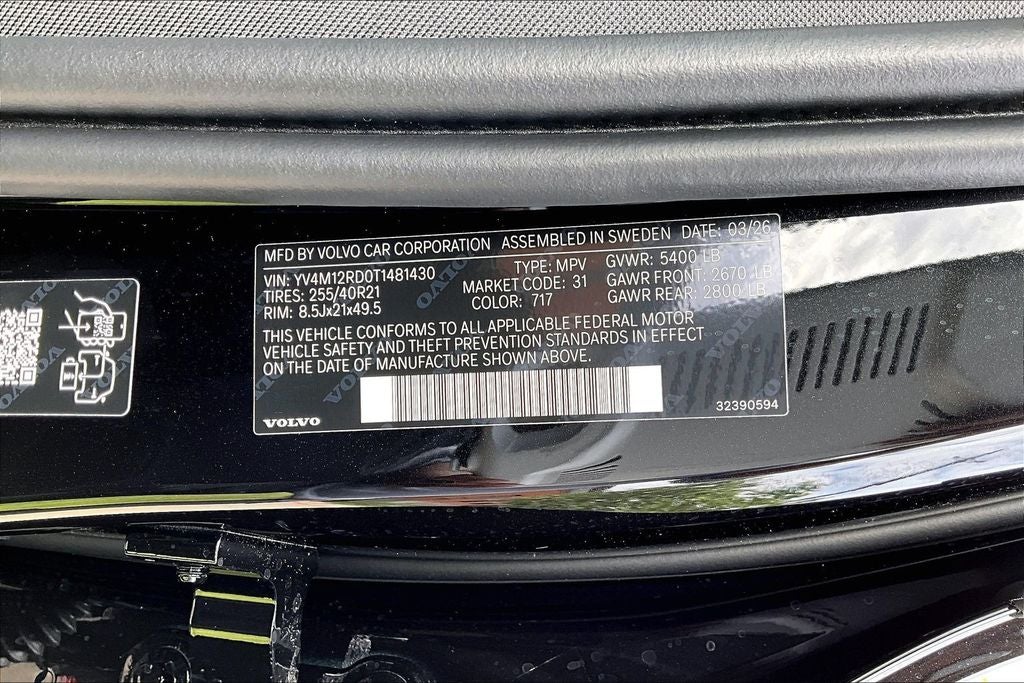 MFD BY VOLVO CAR CORPORATION ASSEMBLED IN SWEDEN DATE: 03/26
VIN: YV4M12RD0T1481430 TYPE: MPV GVWR: 5400 LB
TIRES: 255/40R21 MARKET CODE: 31 GAWR FRONT: 2670 LB
RIM: 8.5Jx21x49.5 COLOR: 717 GAWR REAR: 2800 LB
THIS VEHICLE CONFORMS TO ALL APPLICABLE FEDERAL MOTOR
VEHICLE SAFETY AND THEFT PREVENTION STANDARDS IN EFFECT
ON THE DATE OF MANUFACTURE SHOWN ABOVE.
VOLVO 32390594